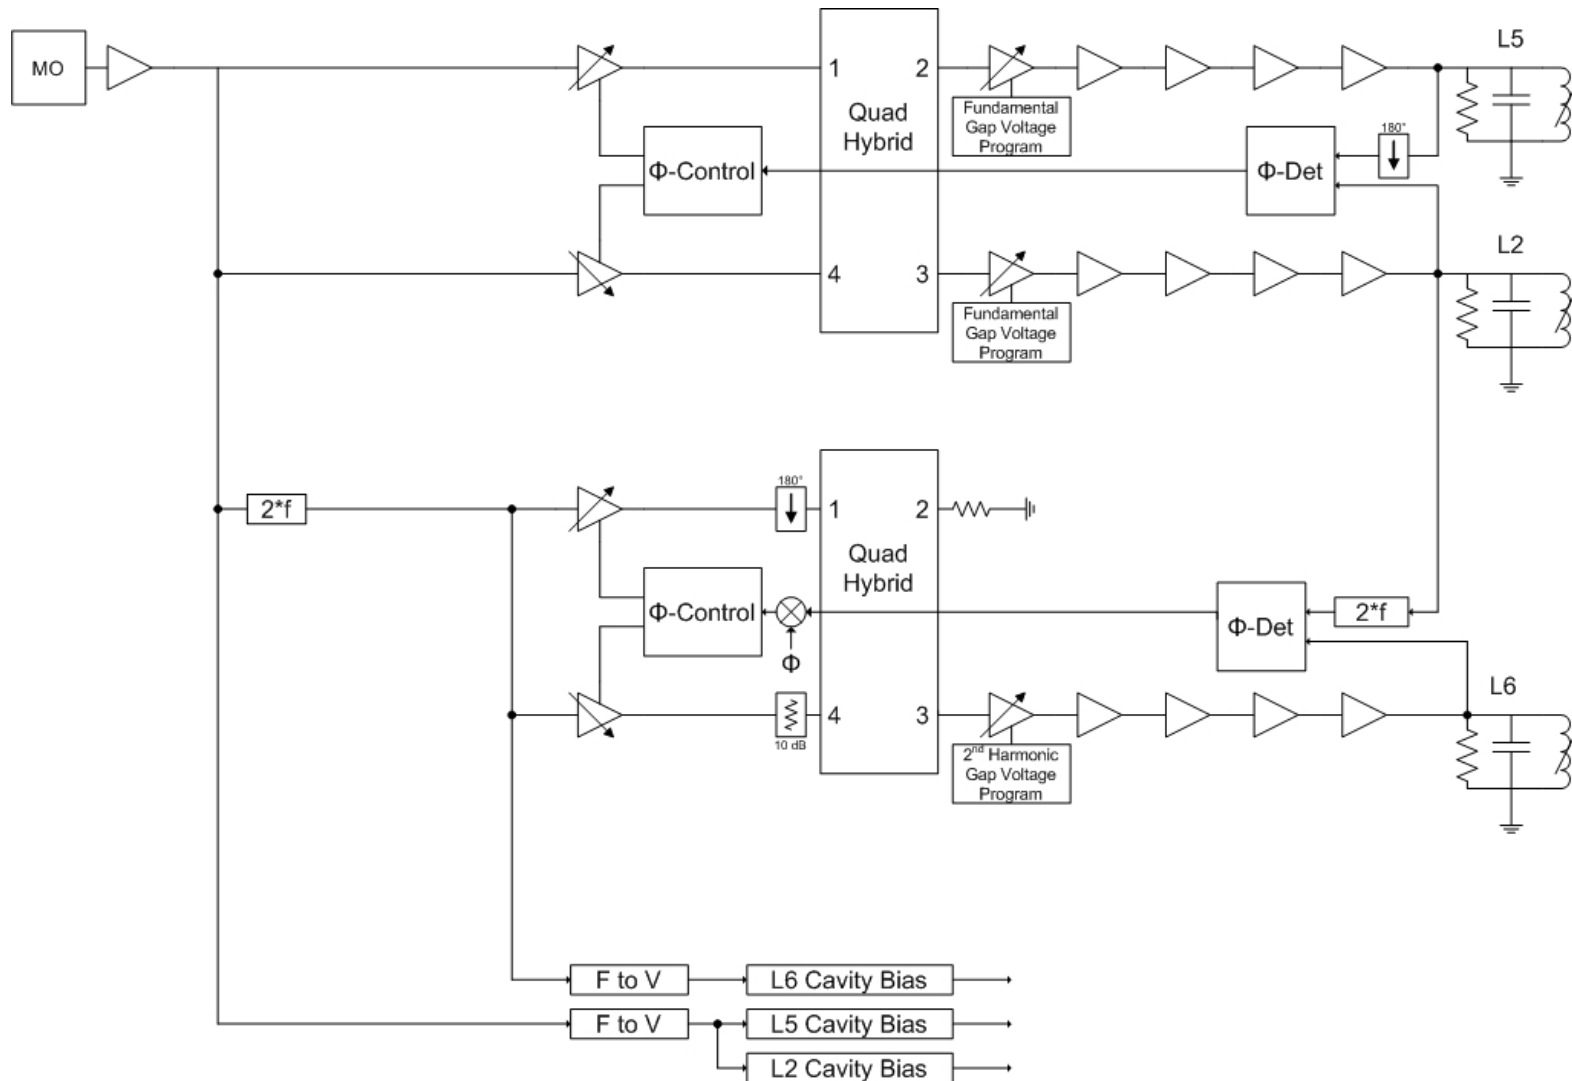 L5
MO
1
2
Quad
Hybrid
Fundamental
Gap Voltage
Program
180°
Φ-Control
Φ-Det
L2
4
3
Fundamental
Gap Voltage
Program
180°
2*f
1
2
Quad
Hybrid
Φ-Control
Φ
Φ-Det
2*f
L6
4
3
10 dB
2nd Harmonic
Gap Voltage
Program
F to V
L6 Cavity Bias
F to V
L5 Cavity Bias
L2 Cavity Bias